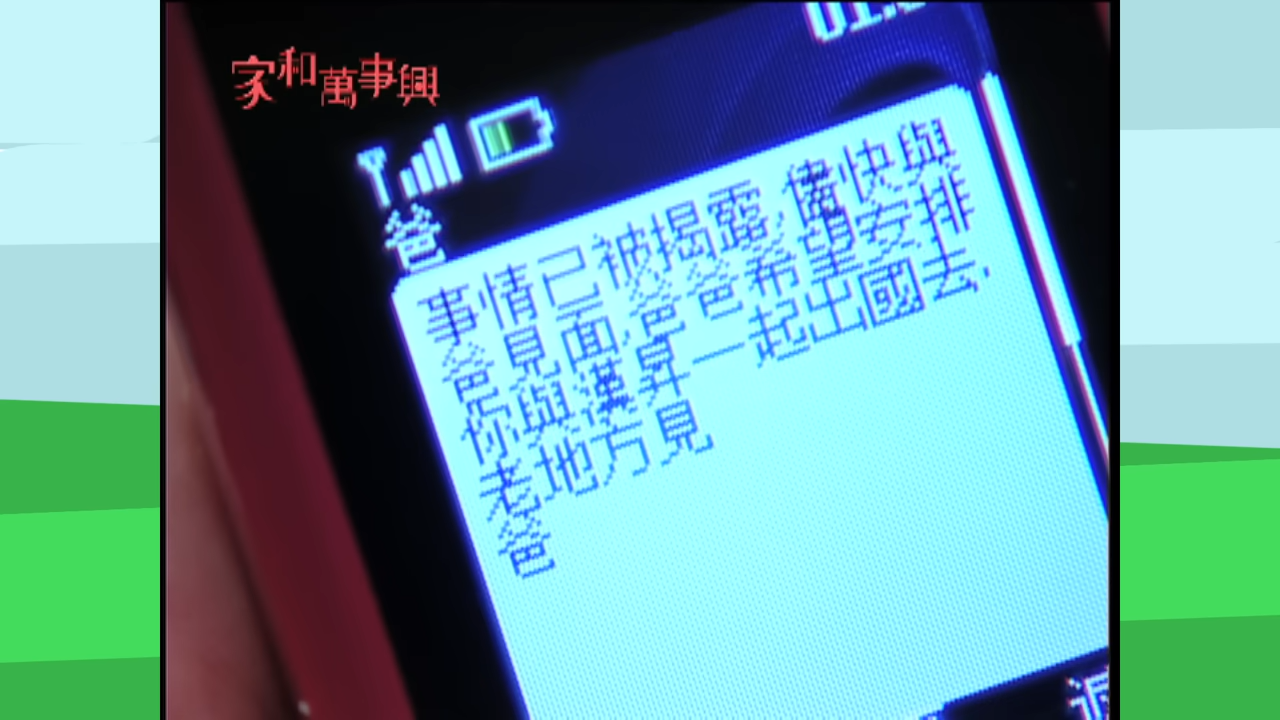 家和萬事興
爸
事情已被揭露,儘快與
爸見面,爸爸希望安排
你與漢昇一起出國去.
老地方見
爸